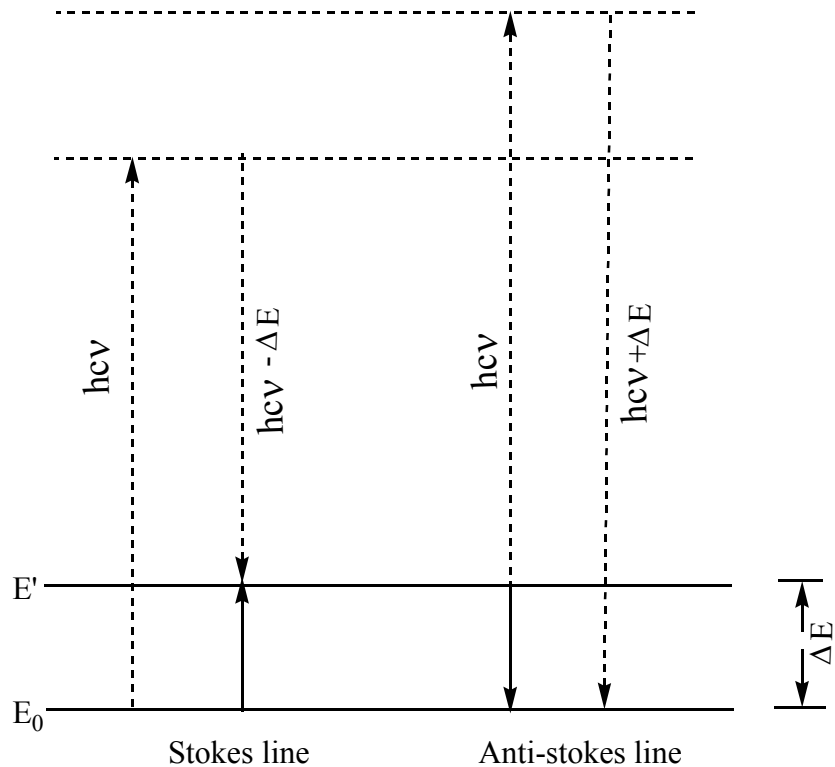 hcν
hcν - ΔE
hcν
hcν+ΔE
E'
ΔE
E₀
Stokes line
Anti-stokes line